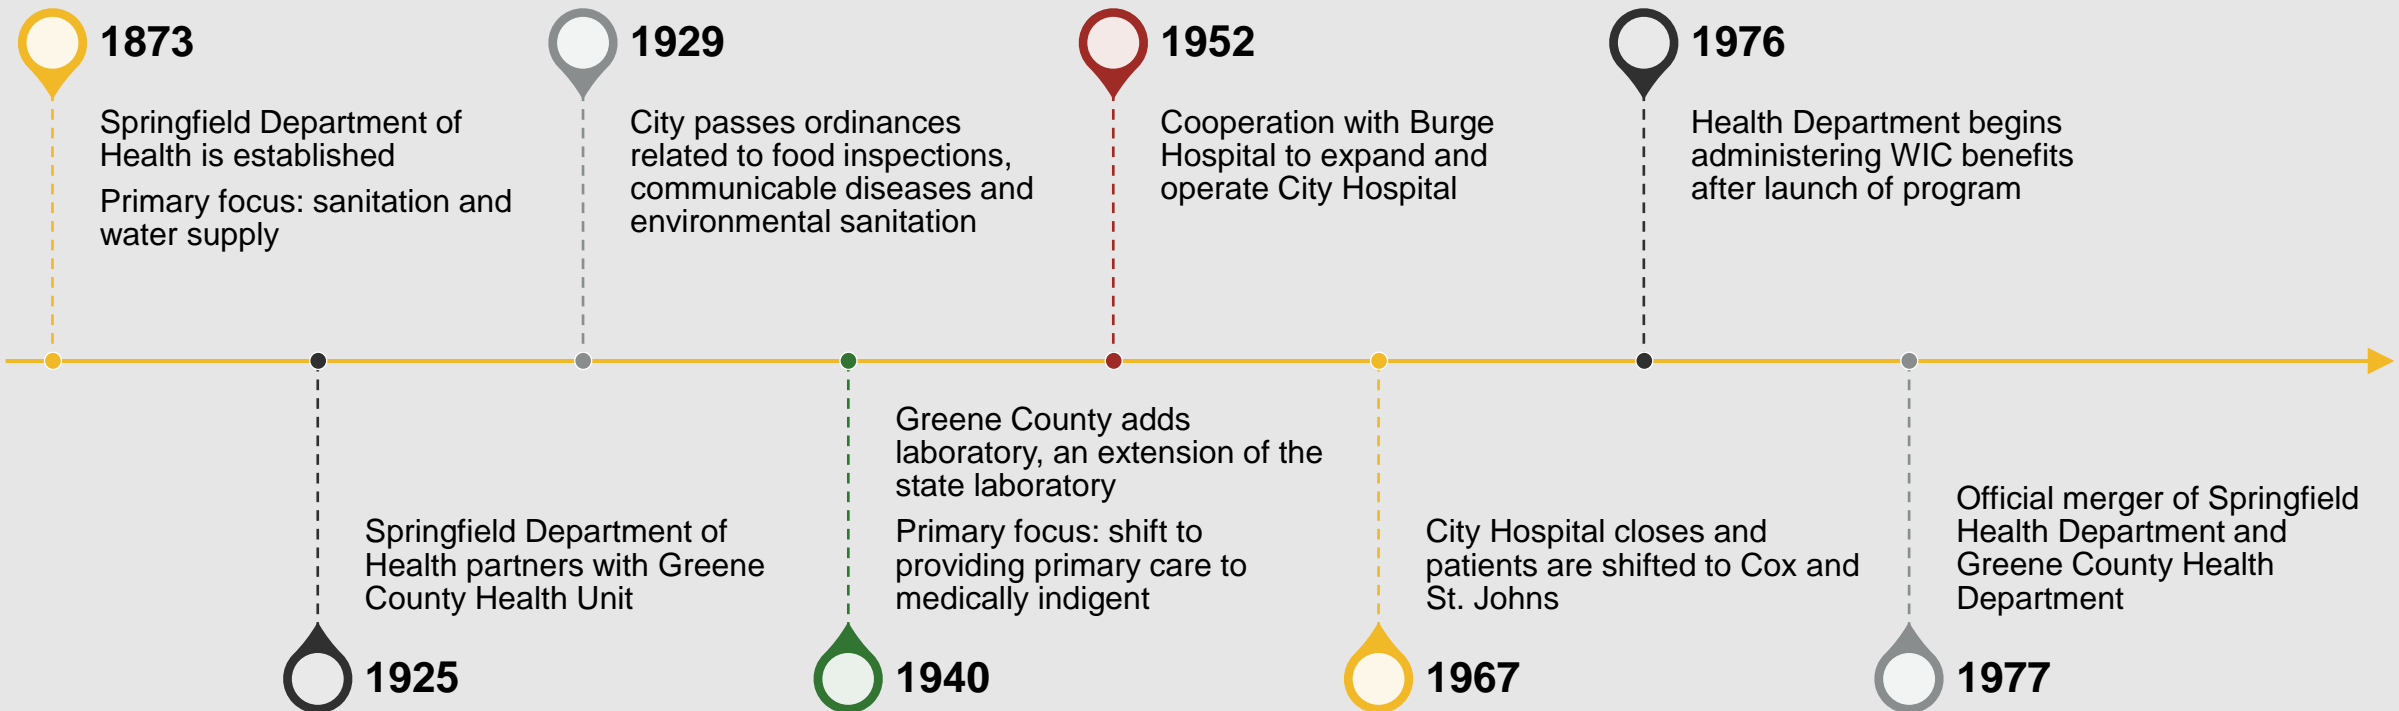 1873
Springfield Department of
Health is established
Primary focus: sanitation and
water supply
1929
City passes ordinances
related to food inspections,
communicable diseases and
environmental sanitation
1952
Cooperation with Burge
Hospital to expand and
operate City Hospital
1976
Health Department begins
administering WIC benefits
after launch of program
Springfield Department of
Health partners with Greene
County Health Unit
1925
Greene County adds
laboratory, an extension of the
state laboratory
Primary focus: shift to
providing primary care to
medically indigent
1940
City Hospital closes and
patients are shifted to Cox and
St. Johns
1967
Official merger of Springfield
Health Department and
Greene County Health
Department
1977